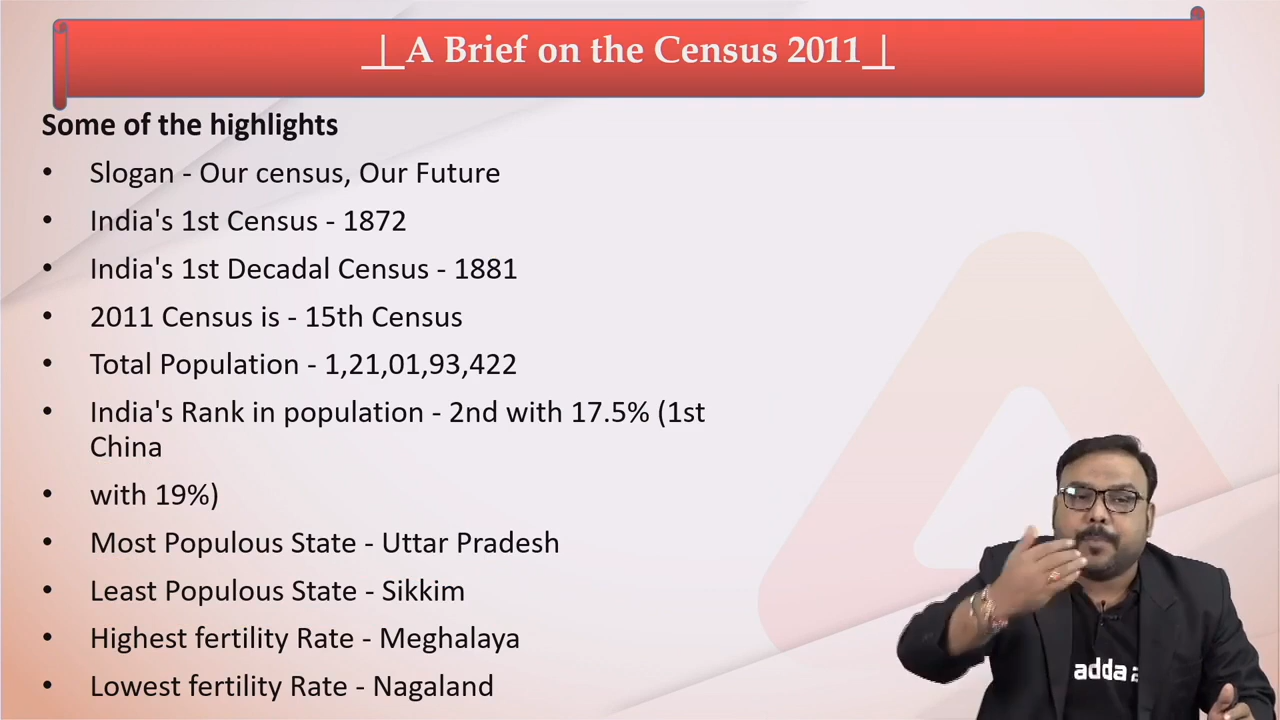 |A Brief on the Census 2011|
Some of the highlights
• Slogan - Our census, Our Future
• India's 1st Census - 1872
• India's 1st Decadal Census - 1881
• 2011 Census is - 15th Census
• Total Population - 1,21,01,93,422
• India's Rank in population - 2nd with 17.5% (1st
China
• with 19%)
• Most Populous State - Uttar Pradesh
• Least Populous State - Sikkim
• Highest fertility Rate - Meghalaya
• Lowest fertility Rate - Nagaland
adda